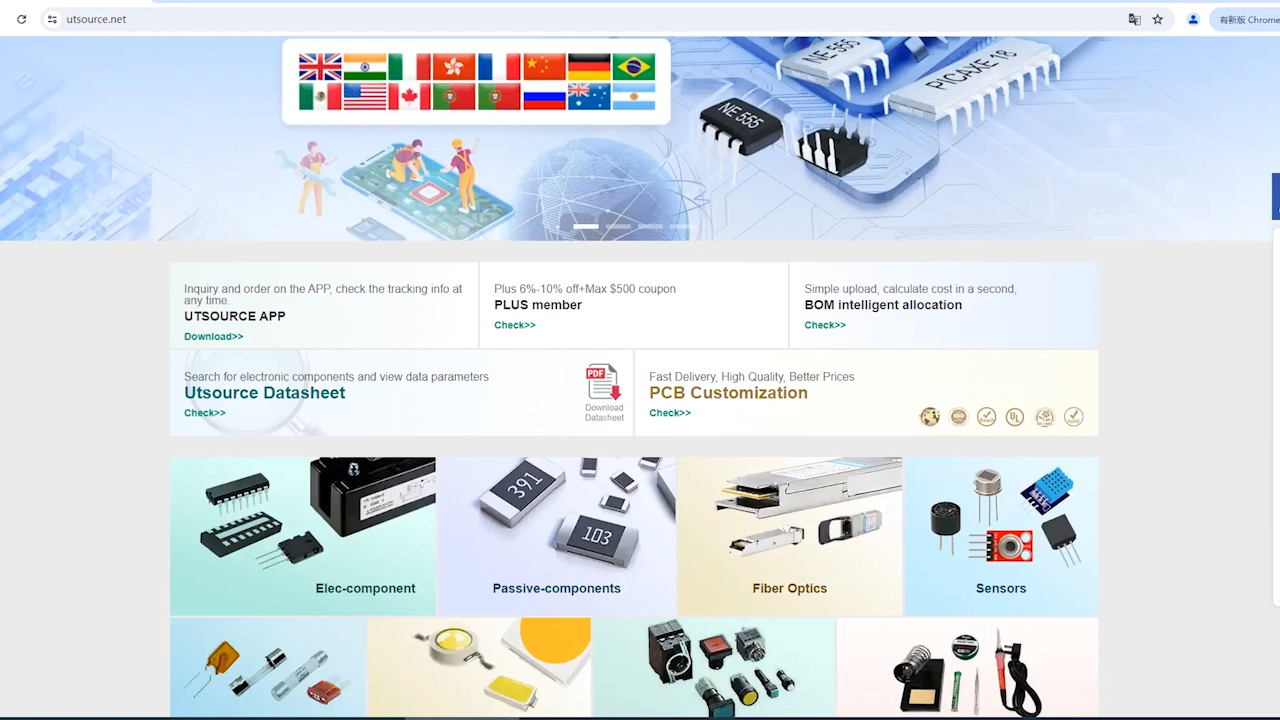 utsource.net
有新版 Chrome
NE 555
PICAXE-18
NE 555
Inquiry and order on the APP, check the tracking info at
any time.
UTSOURCE APP
Download>>
Plus 6%-10% off+Max $500 coupon
PLUS member
Check>>
Simple upload, calculate cost in a second,
BOM intelligent allocation
Check>>
Search for electronic components and view data parameters
Utsource Datasheet
Check>>
PDF
Download
Datasheet
Fast Delivery, High Quality, Better Prices
PCB Customization
Check>>
391
103
Elec-component
Passive-components
Fiber Optics
Sensors